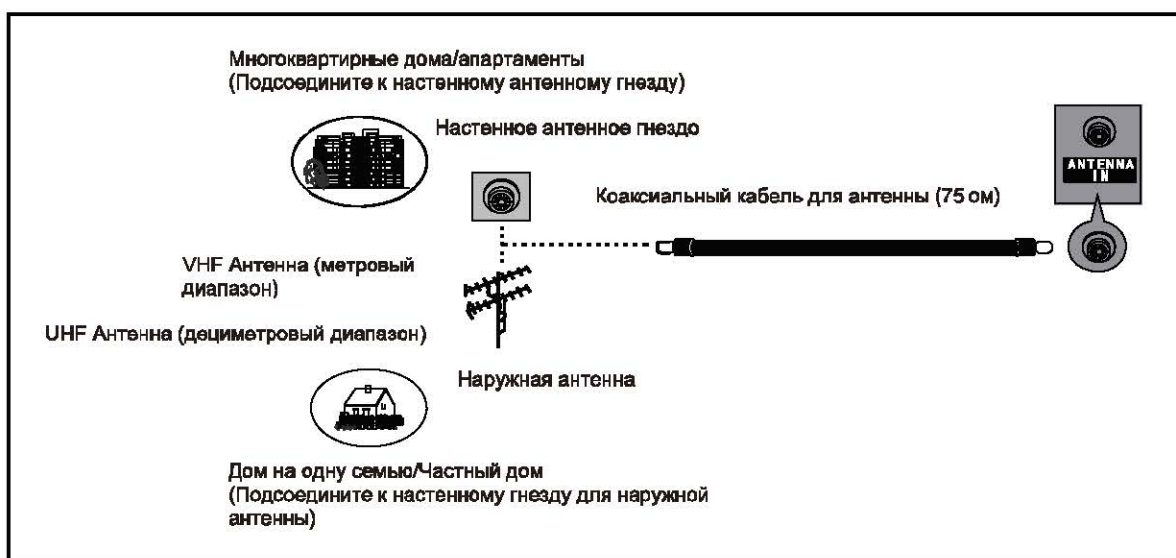 Многоквартирные дома/апартаменты
(Подсоедините к настенному антенному гнезду)
Настенное антенное гнездо
ANTENNA
IN
Коаксиальный кабель для антенны (75 ом)
VHF Антенна (метровый
диапазон)
UHF Антенна (дециметровый диапазон)
Наружная антенна
Дом на одну семью/Частный дом
(Подсоедините к настенному гнезду для наружной
антенны)